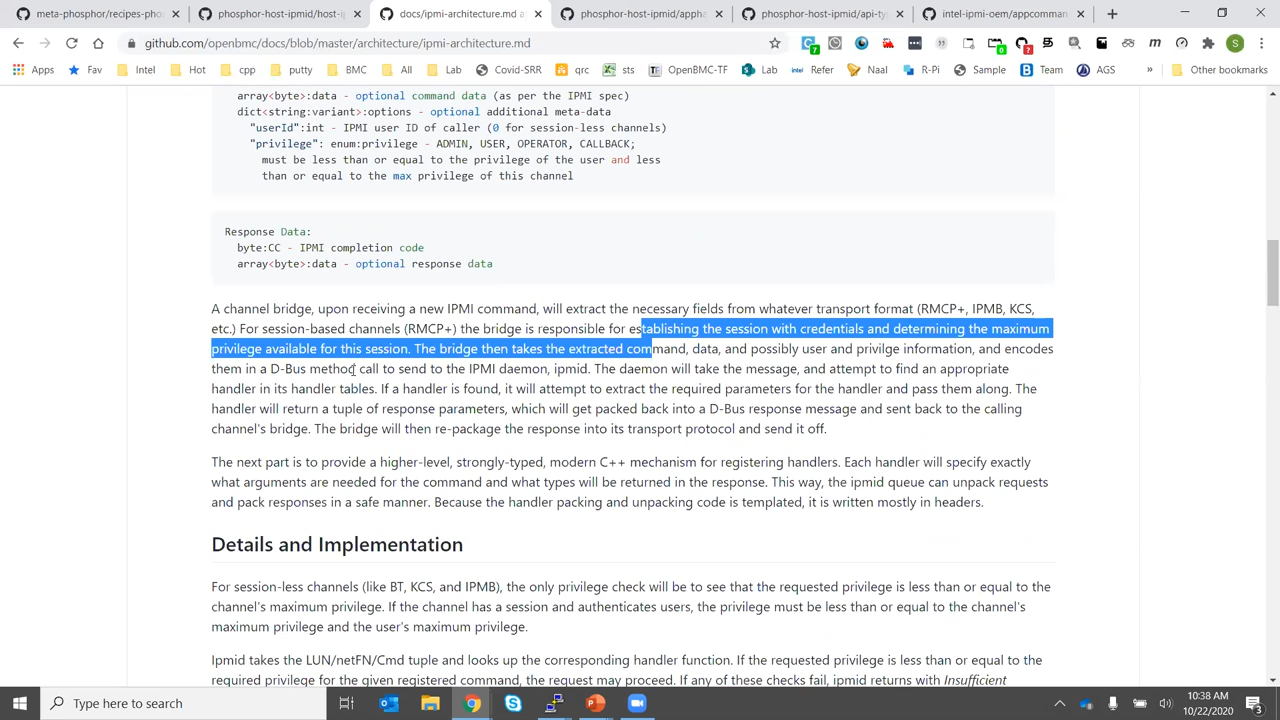 meta-phosphor/recipes-phos
phosphor-host-ipmid/host-i
docs/ipmi-architecture.md a
phosphor-host-ipmid/appha
phosphor-host-ipmid/api-typ
intel-ipmi-oem/appcomman
github.com/openbmc/docs/blob/master/architecture/ipmi-architecture.md
Apps
Fav
Intel
Hot
cpp
putty
BMC
All
Lab
Covid-SRR
qrc
sts
OpenBMC-TF
Lab
Refer
Naal
R-Pi
Sample
Team
AGS
Other bookmarks
array<byte>:data - optional command data (as per the IPMI spec)
dict<string:variant>:options - optional additional meta-data
"userId":int - IPMI user ID of caller (0 for session-less channels)
"privilege": enum:privilege - ADMIN, USER, OPERATOR, CALLBACK;
must be less than or equal to the privilege of the user and less
than or equal to the max privilege of this channel
Response Data:
byte:CC - IPMI completion code
array<byte>:data - optional response data
A channel bridge, upon receiving a new IPMI command, will extract the necessary fields from whatever transport format (RMCP+, IPMB, KCS,
etc.) For session-based channels (RMCP+) the bridge is responsible for establishing the session with credentials and determining the maximum
privilege available for this session. The bridge then takes the extracted command, data, and possibly user and privilge information, and encodes
them in a D-Bus method call to send to the IPMI daemon, ipmid. The daemon will take the message, and attempt to find an appropriate
handler in its handler tables. If a handler is found, it will attempt to extract the required parameters for the handler and pass them along. The
handler will return a tuple of response parameters, which will get packed back into a D-Bus response message and sent back to the calling
channel's bridge. The bridge will then re-package the response into its transport protocol and send it off.
The next part is to provide a higher-level, strongly-typed, modern C++ mechanism for registering handlers. Each handler will specify exactly
what arguments are needed for the command and what types will be returned in the response. This way, the ipmid queue can unpack requests
and pack responses in a safe manner. Because the handler packing and unpacking code is templated, it is written mostly in headers.
Details and Implementation
For session-less channels (like BT, KCS, and IPMB), the only privilege check will be to see that the requested privilege is less than or equal to the
channel's maximum privilege. If the channel has a session and authenticates users, the privilege must be less than or equal to the channel's
maximum privilege and the user's maximum privilege.
Ipmid takes the LUN/netFN/Cmd tuple and looks up the corresponding handler function. If the requested privilege is less than or equal to the
required privilege for the given registered command, the request may proceed. If any of these checks fail, ipmid returns with Insufficient
Type here to search
10:38 AM
10/22/2020